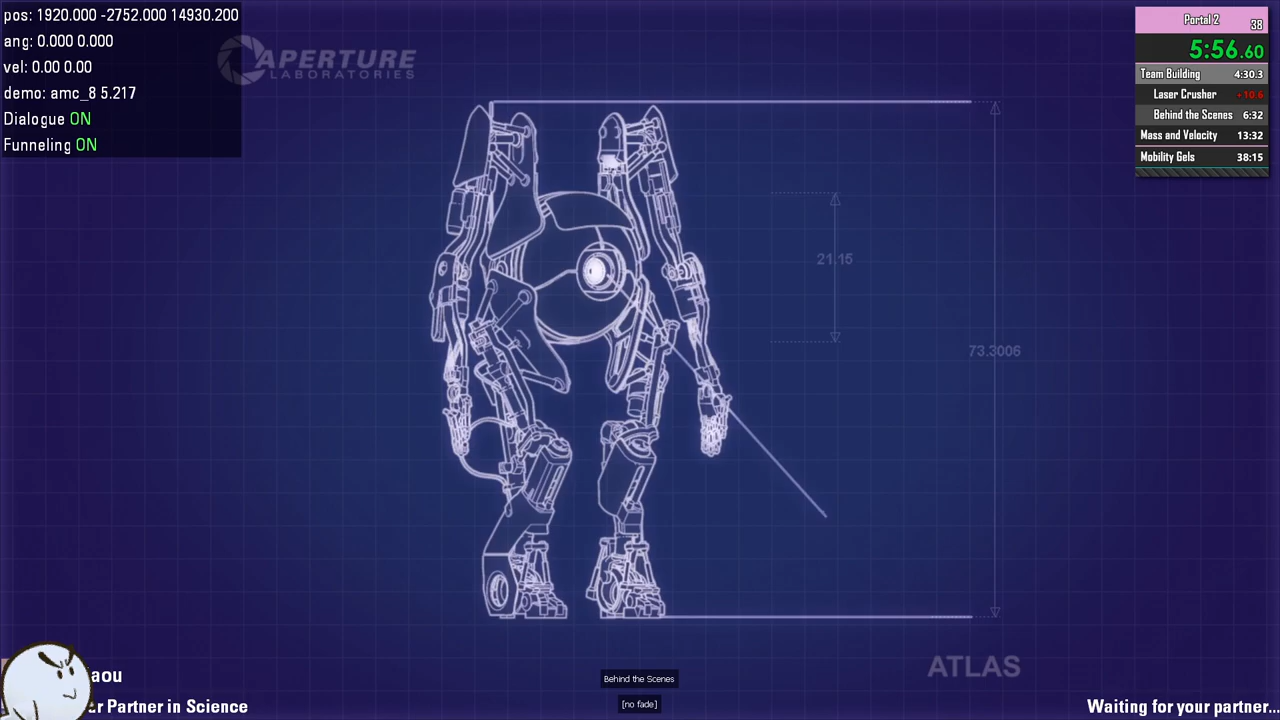 pos: 1920.000 -2752.000 14930.200
ang: 0.000 0.000
vel: 0.00 0.00
demo: amc_8 5.217
Dialogue ON
Funneling ON
APERTURE
LABORATORIES
Portal 2
38
5:56.60
Team Building 4:30.3
Laser Crusher +10.6
Behind the Scenes 6:32
Mass and Velocity 13:32
Mobility Gels 38:15
21.15
73.3006
ATLAS
aou
Behind the Scenes
r Partner in Science
[no fade]
Waiting for your partner...